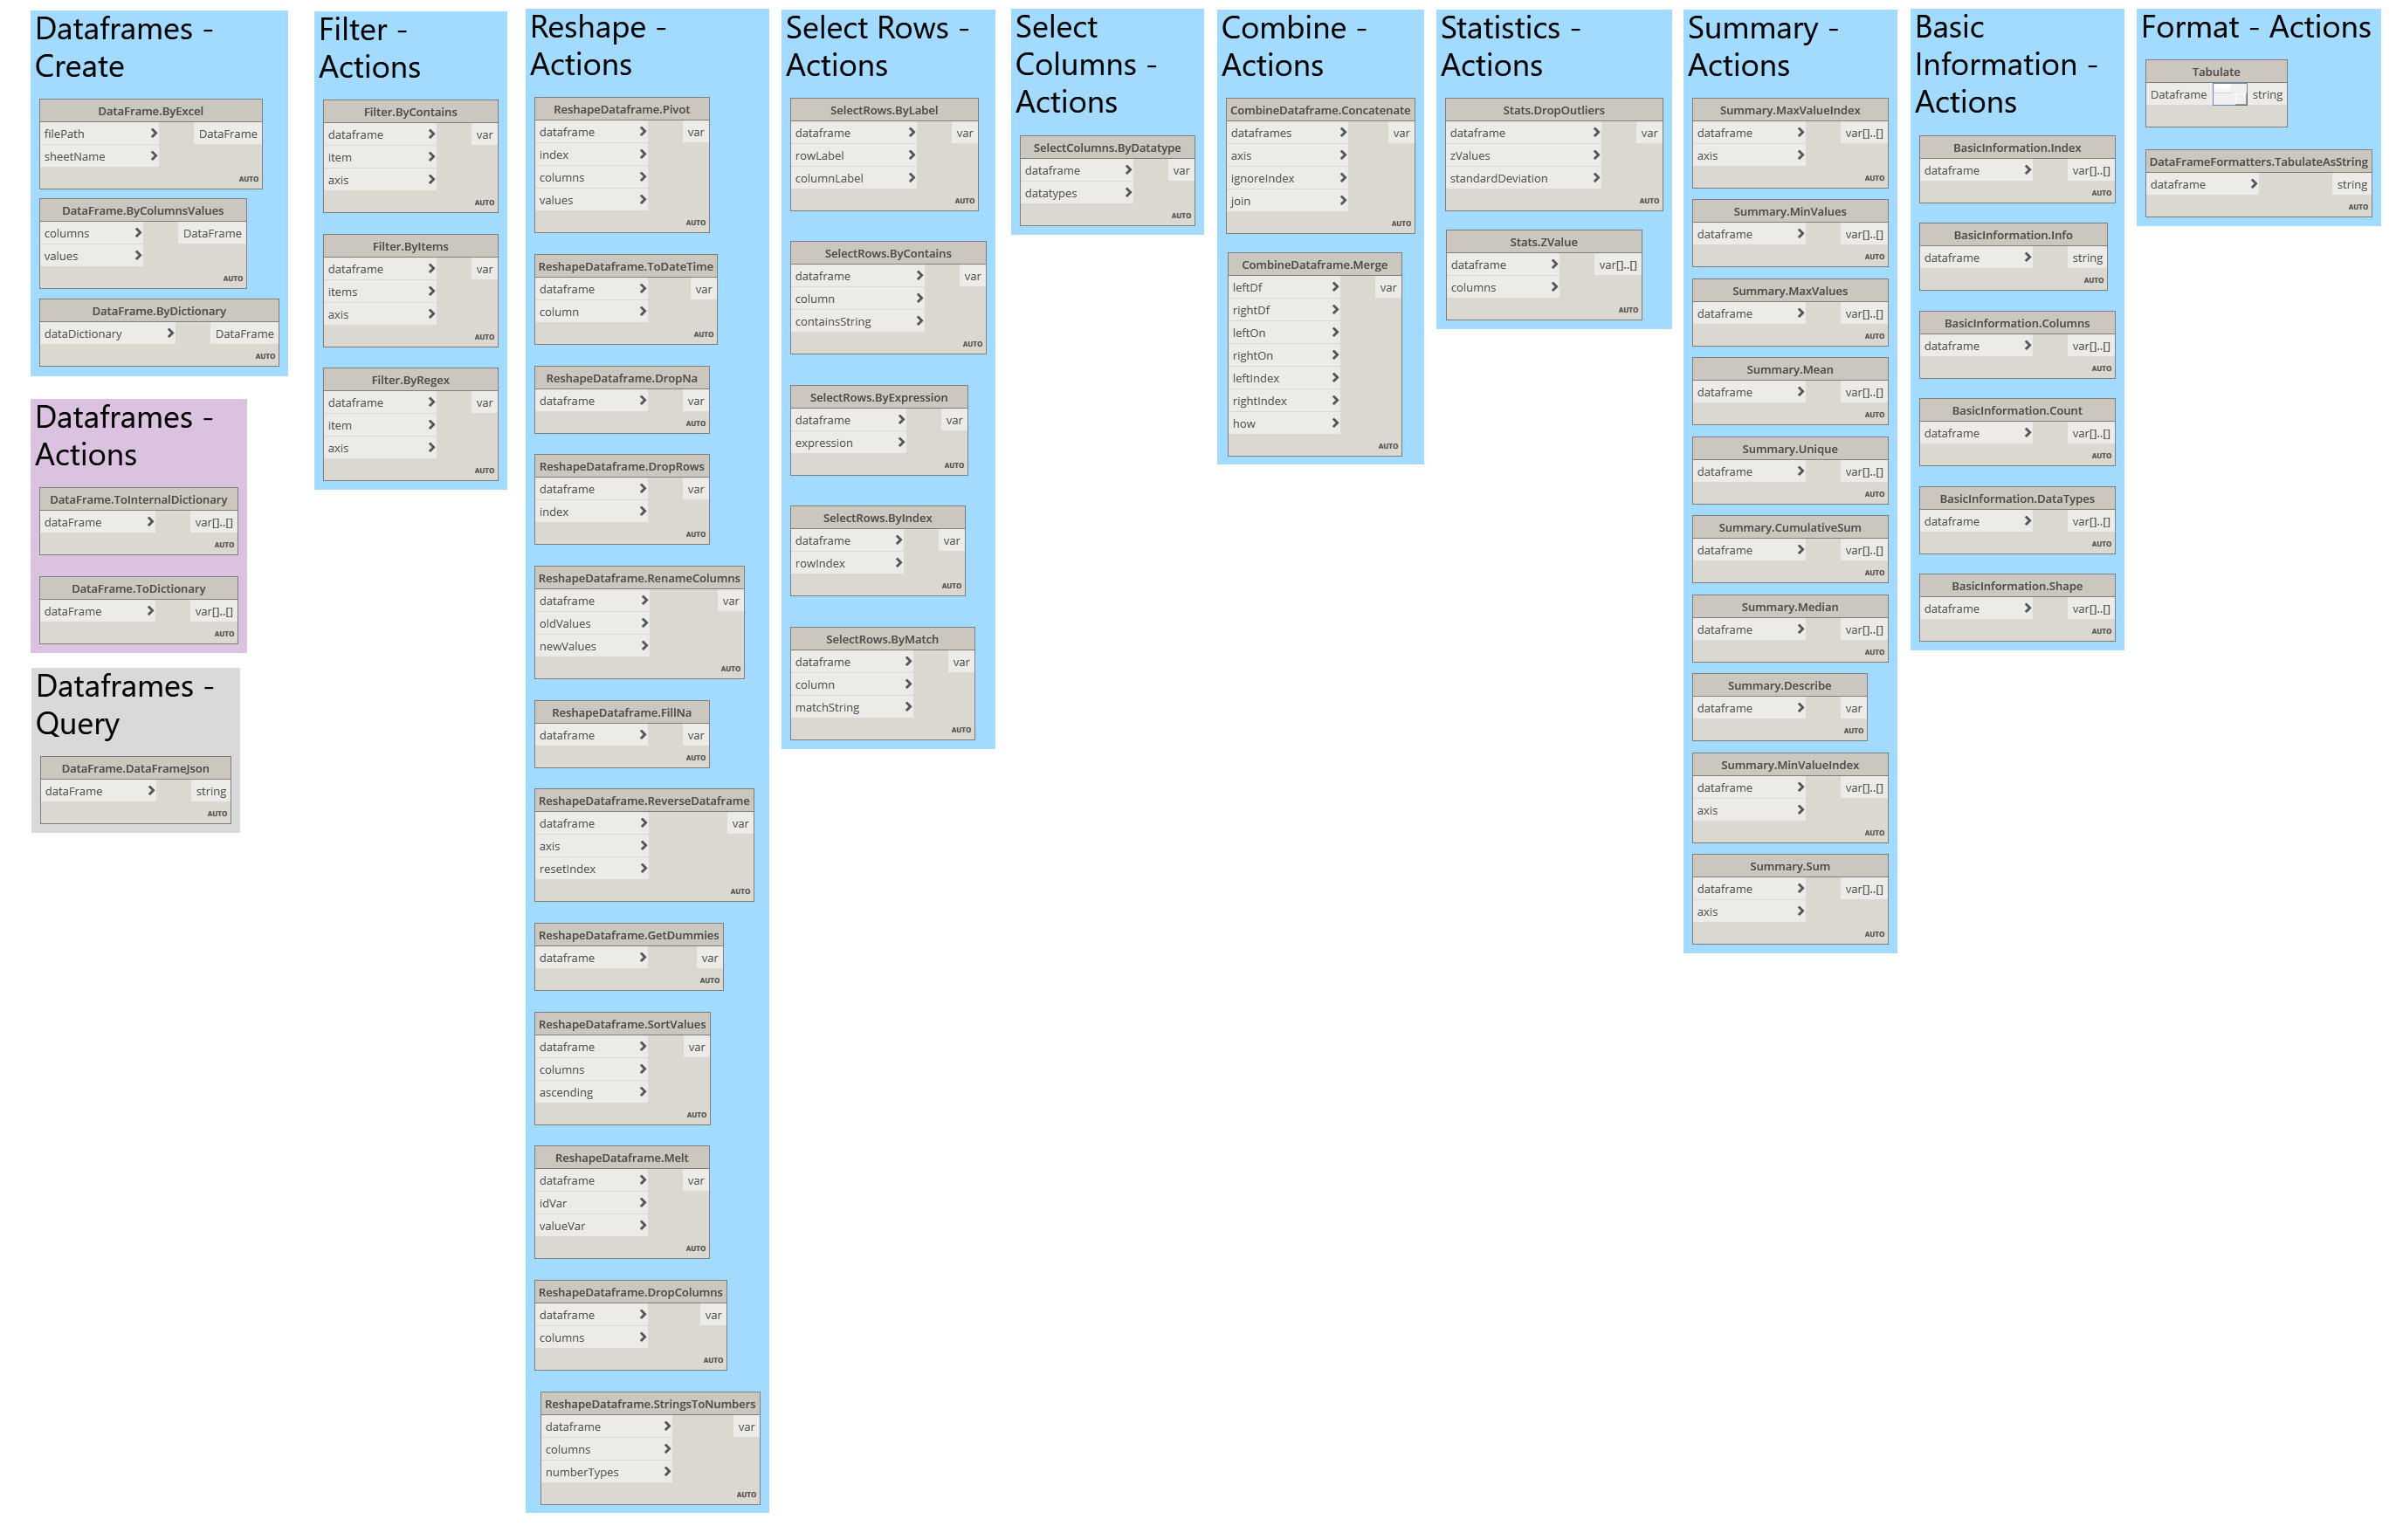 Dataframes -
Create
DataFrame.ByExcel
filePath > DataFrame
sheetName >
AUTO
DataFrame.ByColumnsValues
columns > DataFrame
values >
AUTO
DataFrame.ByDictionary
dataDictionary > DataFrame
AUTO
Dataframes -
Actions
DataFrame.ToInternalDictionary
dataFrame > var[]..[]
AUTO
DataFrame.ToDictionary
dataFrame > var[]..[]
AUTO
Dataframes -
Query
DataFrame.DataFrameJson
dataFrame > string
AUTO
Filter -
Actions
Filter.ByContains
dataframe > var
item >
axis >
AUTO
Filter.ByItems
dataframe > var
items >
axis >
AUTO
Filter.ByRegex
dataframe > var
item >
axis >
AUTO
Reshape -
Actions
ReshapeDataframe.Pivot
dataframe > var
index >
columns >
values >
AUTO
ReshapeDataframe.ToDateTime
dataframe > var
column >
AUTO
ReshapeDataframe.DropNa
dataframe > var
AUTO
ReshapeDataframe.DropRows
dataframe > var
index >
AUTO
ReshapeDataframe.RenameColumns
dataframe > var
oldValues >
newValues >
AUTO
ReshapeDataframe.FillNa
dataframe > var
AUTO
ReshapeDataframe.ReverseDataframe
dataframe > var
axis >
resetIndex >
AUTO
ReshapeDataframe.GetDummies
dataframe > var
AUTO
ReshapeDataframe.SortValues
dataframe > var
columns >
ascending >
AUTO
ReshapeDataframe.Melt
dataframe > var
idVar >
valueVar >
AUTO
ReshapeDataframe.DropColumns
dataframe > var
columns >
AUTO
ReshapeDataframe.StringsToNumbers
dataframe > var
columns >
numberTypes >
AUTO
Select Rows -
Actions
SelectRows.ByLabel
dataframe > var
rowLabel >
columnLabel >
AUTO
SelectRows.ByContains
dataframe > var
column >
containsString >
AUTO
SelectRows.ByExpression
dataframe > var
expression >
AUTO
SelectRows.ByIndex
dataframe > var
rowIndex >
AUTO
SelectRows.ByMatch
dataframe > var
column >
matchString >
AUTO
Select
Columns -
Actions
SelectColumns.ByDatatype
dataframe > var
datatypes >
AUTO
Combine -
Actions
CombineDataframe.Concatenate
dataframes > var
axis >
ignoreIndex >
join >
AUTO
CombineDataframe.Merge
leftDf > var
rightDf >
leftOn >
rightOn >
leftIndex >
rightIndex >
how >
AUTO
Statistics -
Actions
Stats.DropOutliers
dataframe > var
zValues >
standardDeviation >
AUTO
Stats.ZValue
dataframe > var[]..[]
columns >
AUTO
Summary -
Actions
Summary.MaxValueIndex
dataframe > var[]..[]
axis >
AUTO
Summary.MinValues
dataframe > var[]..[]
AUTO
Summary.MaxValues
dataframe > var[]..[]
AUTO
Summary.Mean
dataframe > var[]..[]
AUTO
Summary.Unique
dataframe > var[]..[]
AUTO
Summary.CumulativeSum
dataframe > var[]..[]
AUTO
Summary.Median
dataframe > var[]..[]
AUTO
Summary.Describe
dataframe > var
AUTO
Summary.MinValueIndex
dataframe > var[]..[]
axis >
AUTO
Summary.Sum
dataframe > var[]..[]
axis >
AUTO
Basic
Information -
Actions
BasicInformation.Index
dataframe > var[]..[]
AUTO
BasicInformation.Info
dataframe > string
AUTO
BasicInformation.Columns
dataframe > var[]..[]
AUTO
BasicInformation.Count
dataframe > var[]..[]
AUTO
BasicInformation.DataTypes
dataframe > var[]..[]
AUTO
BasicInformation.Shape
dataframe > var[]..[]
AUTO
Format - Actions
Tabulate
Dataframe string
DataFrameFormatters.TabulateAsString
dataframe > string
AUTO